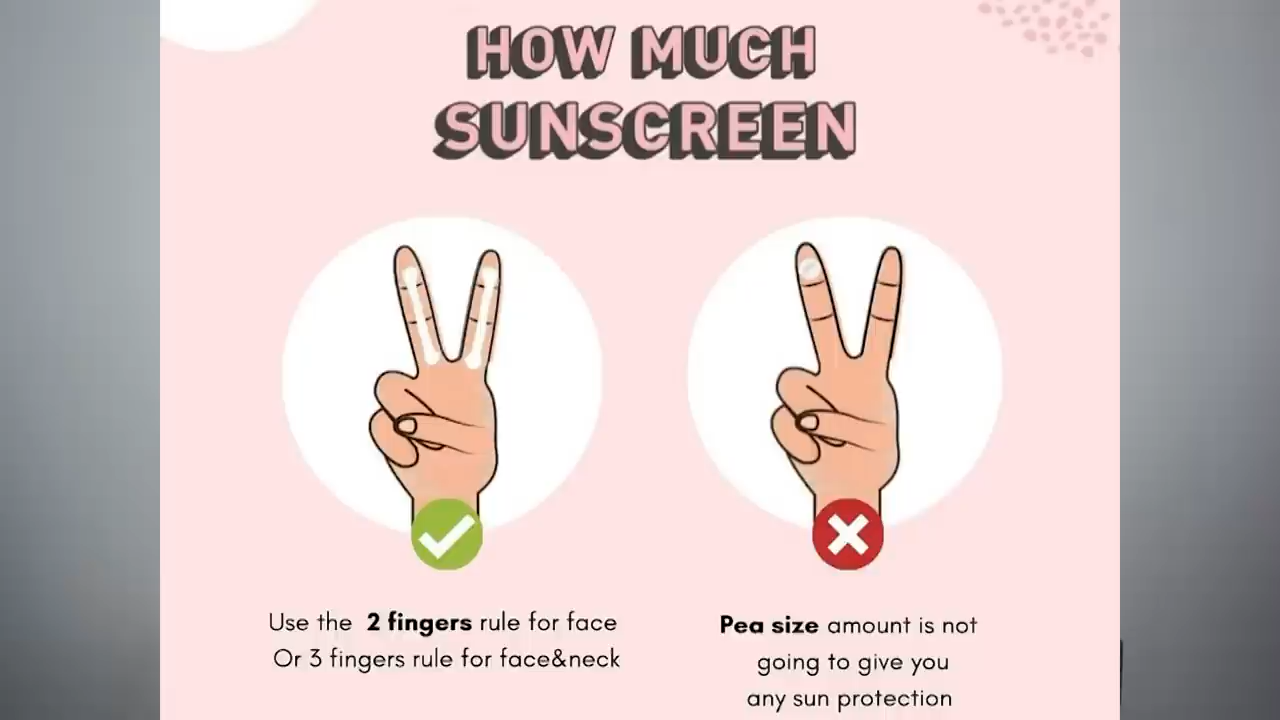 HOW MUCH
SUNSCREEN
Use the 2 fingers rule for face
Or 3 fingers rule for face&neck
Pea size amount is not
going to give you
any sun protection